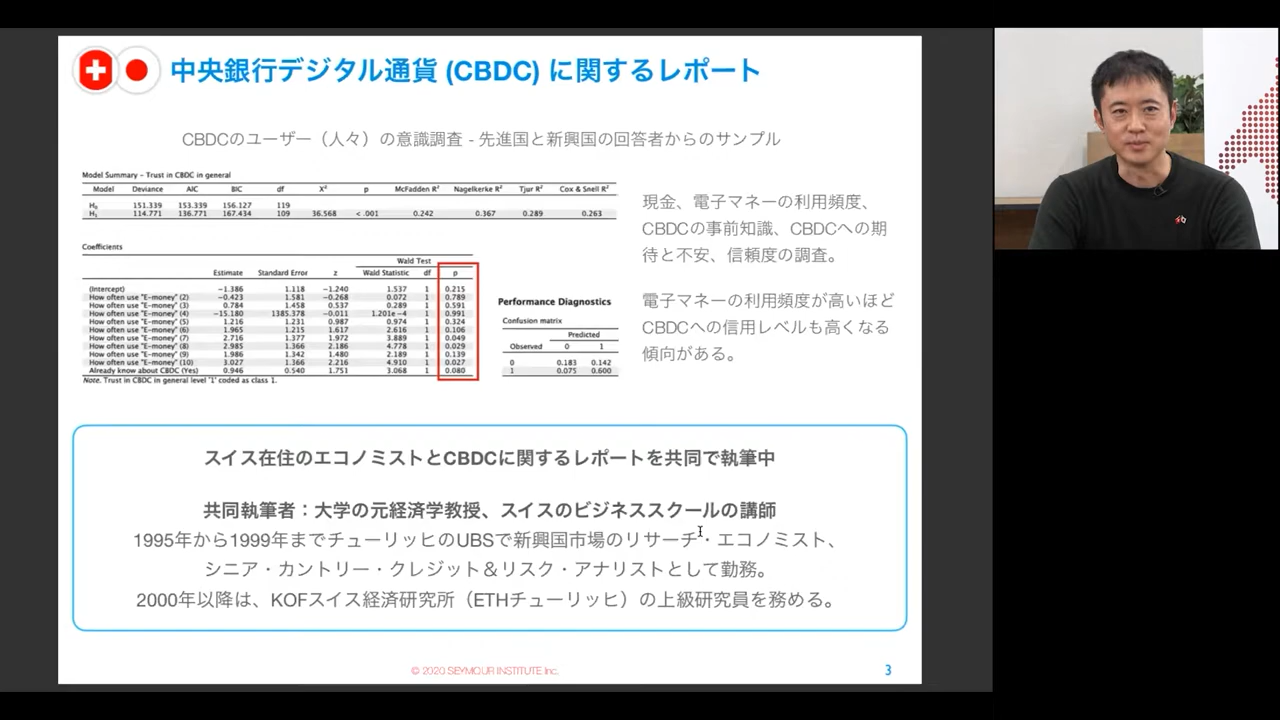 中央銀行デジタル通貨 (CBDC) に関するレポート
CBDCのユーザー（人々）の意識調査 - 先進国と新興国の回答者からのサンプル
Model Summary – Trust in CBDC in general
Model Deviance AIC BIC df X² p McFadden R² Nagelkerke R² Tjur R² Cox & Snell R²
H₀ 151.339 153.339 156.127 119
H₁ 114.771 136.771 167.434 109 36.568 < .001 0.242 0.367 0.289 0.263
現金、電子マネーの利用頻度、
CBDCの事前知識、CBDCへの期
待と不安、信頼度の調査。
電子マネーの利用頻度が高いほど
CBDCへの信用レベルも高くなる
傾向がある。
Coefficients
Wald Test
Estimate Standard Error z Wald Statistic df p
(Intercept) −1.386 1.118 −1.240 1.537 1 0.215
How often use "E-money" (2) −0.423 1.581 −0.268 0.072 1 0.789
How often use "E-money" (3) 0.784 1.458 0.537 0.289 1 0.591
How often use "E-money" (4) −15.180 1385.378 −0.011 1.201e −4 1 0.991
How often use "E-money" (5) 1.216 1.231 0.987 0.974 1 0.324
How often use "E-money" (6) 1.965 1.215 1.617 2.616 1 0.106
How often use "E-money" (7) 2.716 1.377 1.972 3.889 1 0.049
How often use "E-money" (8) 2.985 1.366 2.186 4.778 1 0.029
How often use "E-money" (9) 1.986 1.342 1.480 2.189 1 0.139
How often use "E-money" (10) 3.027 1.366 2.216 4.910 1 0.027
Already know about CBDC (Yes) 0.946 0.540 1.751 3.068 1 0.080
Note. Trust in CBDC in general level '1' coded as class 1.
Performance Diagnostics
Confusion matrix
Predicted
Observed 0 1
0 0.183 0.142
1 0.075 0.600
スイス在住のエコノミストとCBDCに関するレポートを共同で執筆中
共同執筆者：大学の元経済学教授、スイスのビジネススクールの講師
1995年から1999年までチューリッヒのUBSで新興国市場のリサーチ・エコノミスト、
シニア・カントリー・クレジット＆リスク・アナリストとして勤務。
2000年以降は、KOFスイス経済研究所（ETHチューリッヒ）の上級研究員を務める。
© 2020 SEYMOUR INSTITUTE Inc.
3